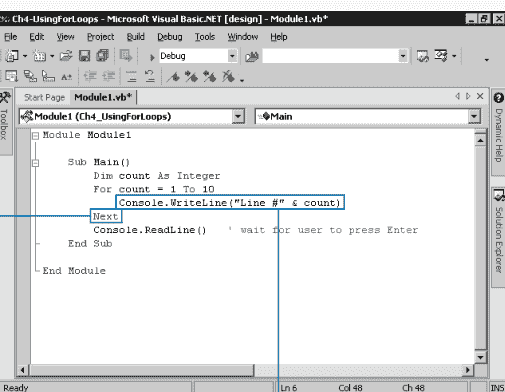 Ch4-UsingForLoops - Microsoft Visual Basic.NET [design] - Module1.vb*
File Edit View Project Build Debug Tools Window Help
Debug
Start Page Module1.vb*
Module1 (Ch4_UsingForLoops) Main
Toolbox
Dynamic Help
Solution Explorer
Module Module1
Sub Main()
Dim count As Integer
For count = 1 To 10
Console.WriteLine("Line #" & count)
Next
Console.ReadLine() ' wait for user to press Enter
End Sub
End Module
Ready Ln 6 Col 48 Ch 48 INS